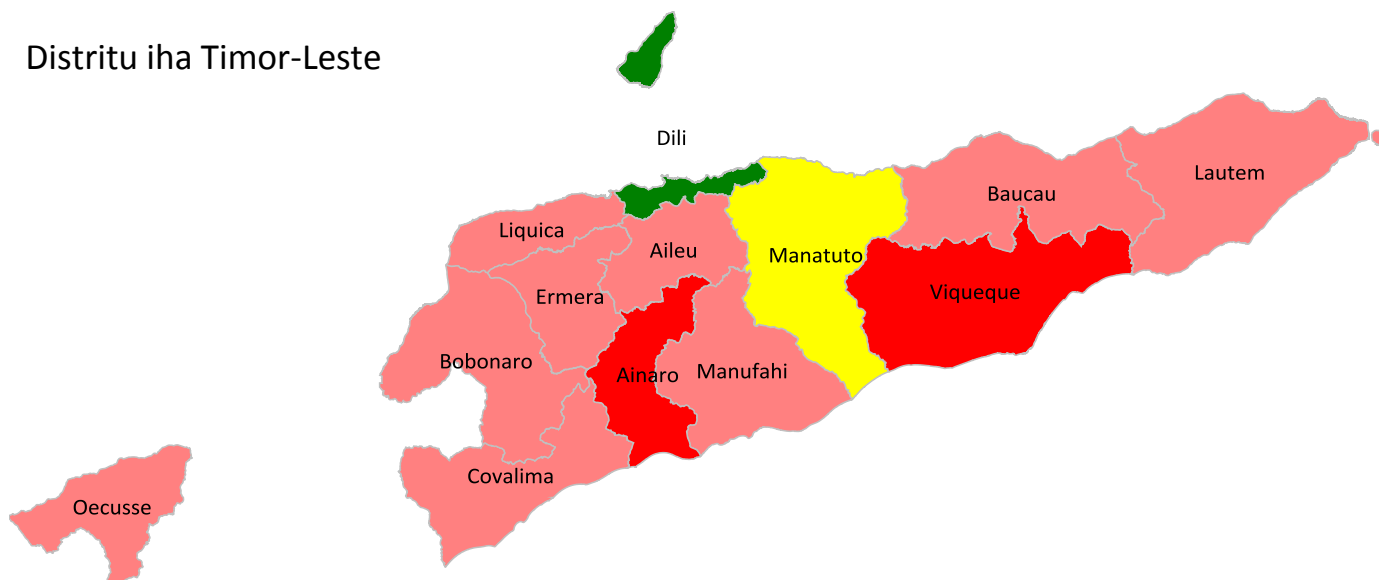 Distritu iha Timor-Leste
Dili
Lautem
Baucau
Liquica
Aileu
Manatuto
Viqueque
Ermera
Bobonaro
Ainaro
Manufahi
Covalima
Oecusse